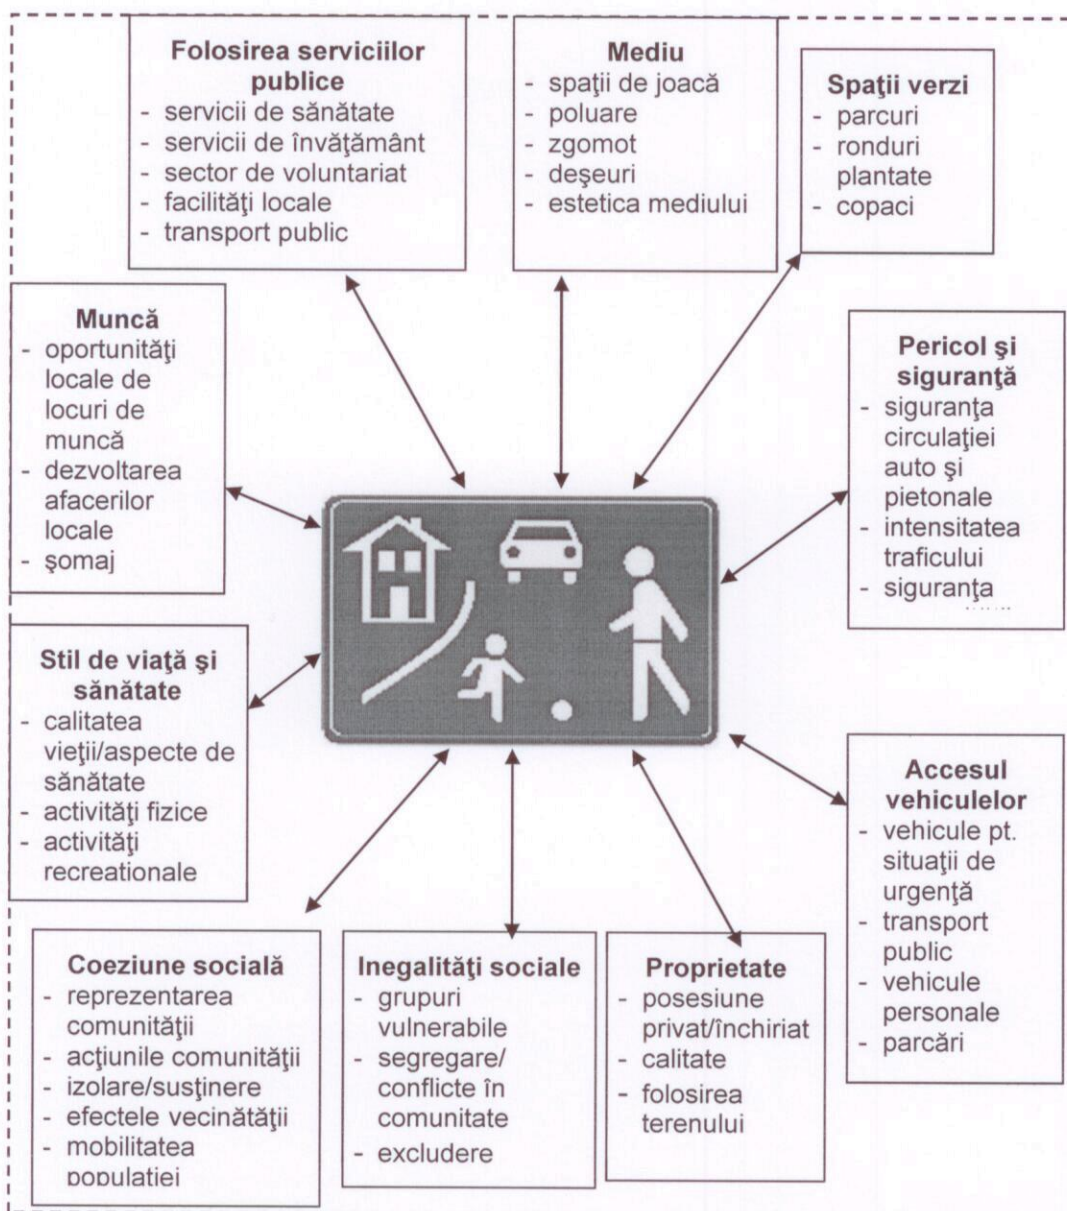 Folosirea serviciilor
publice
- servicii de sănătate
- servicii de învăţământ
- sector de voluntariat
- facilităţi locale
- transport public
Mediu
- spaţii de joacă
- poluare
- zgomot
- deşeuri
- estetica mediului
Spaţii verzi
- parcuri
- ronduri
plantate
- copaci
Muncă
- oportunităţi
locale de
locuri de
muncă
- dezvoltarea
afacerilor
locale
- şomaj
Pericol şi
siguranţă
- siguranţa
circulaţiei
auto şi
pietonale
- intensitatea
traficului
- siguranţa
Stil de viaţă şi
sănătate
- calitatea
vieţii/aspecte de
sănătate
- activităţi fizice
- activităţi
recreationale
Accesul
vehiculelor
- vehicule pt.
situaţii de
urgenţă
- transport
public
- vehicule
personale
- parcări
Coeziune socială
- reprezentarea
comunităţii
- acţiunile comunităţii
- izolare/susţinere
- efectele vecinătăţii
- mobilitatea
populatiei
Inegalităţi sociale
- grupuri
vulnerabile
- segregare/
conflicte în
comunitate
- excludere
Proprietate
- posesiune
privat/închiriat
- calitate
- folosirea
terenului